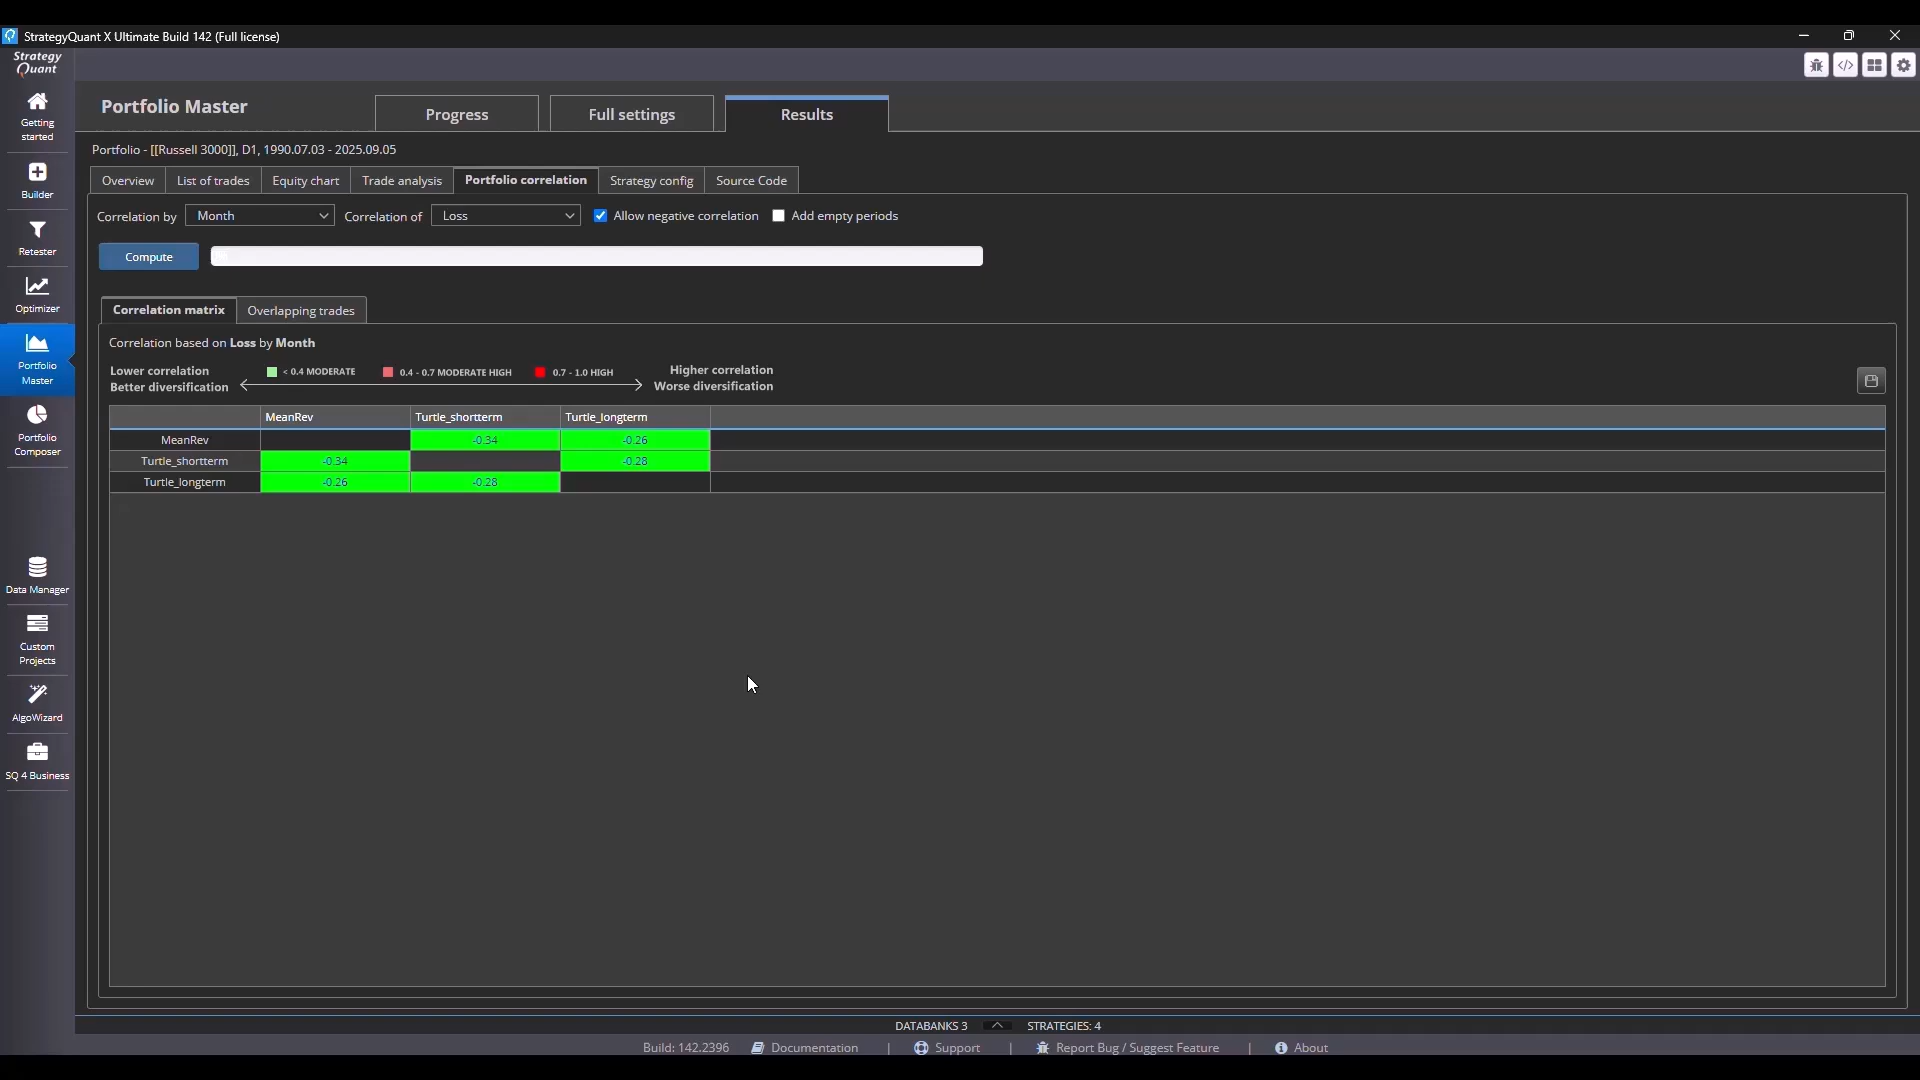 StrategyQuant X Ultimate Build 142 (Full license)
Strategy
Quant
Getting
started
Builder
Retester
Optimizer
Portfolio
Master
Portfolio
Composer
Data Manager
Custom
Projects
AlgoWizard
SQ 4 Business
Portfolio Master
Progress
Full settings
Results
Portfolio - [[Russell 3000]], D1, 1990.07.03 - 2025.09.05
Overview
List of trades
Equity chart
Trade analysis
Portfolio correlation
Strategy config
Source Code
Correlation by Month Correlation of Loss Allow negative correlation Add empty periods
Compute
Correlation matrix
Overlapping trades
Correlation based on Loss by Month
Lower correlation
Better diversification
< 0.4 MODERATE 0.4 - 0.7 MODERATE HIGH 0.7 - 1.0 HIGH
Higher correlation
Worse diversification
MeanRev Turtle_shortterm Turtle_longterm
MeanRev -0.34 -0.26
Turtle_shortterm -0.34 -0.28
Turtle_longterm -0.26 -0.28
DATABANKS 3 STRATEGIES: 4
Build: 142.2396 Documentation | Support | Report Bug / Suggest Feature | About